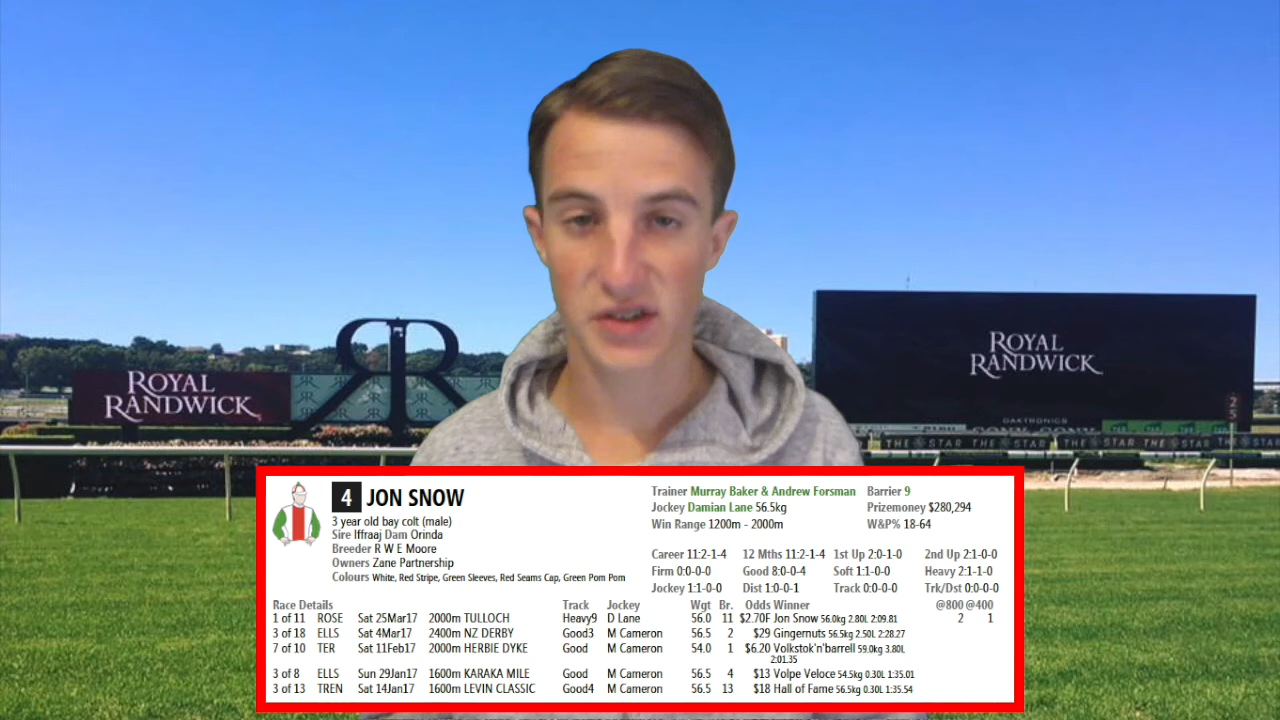 ROYAL
RANDWICK
ROYAL
RANDWICK
OAKTRONICS
THE STAR THE STAR THE STAR THE STAR
4 JON SNOW
3 year old bay colt (male)
Sire Iffraaj Dam Orinda
Breeder R W E Moore
Owners Zane Partnership
Colours White, Red Stripe, Green Sleeves, Red Seams Cap, Green Pom Pom
Trainer Murray Baker & Andrew Forsman Barrier 9
Jockey Damian Lane 56.5kg Prizemoney $280,294
Win Range 1200m - 2000m W&P% 18-64
Career 11:2-1-4 12 Mths 11:2-1-4 1st Up 2:0-1-0 2nd Up 2:1-0-0
Firm 0:0-0-0 Good 8:0-0-4 Soft 1:1-0-0 Heavy 2:1-1-0
Jockey 1:1-0-0 Dist 1:0-0-1 Track 0:0-0-0 Trk/Dst 0:0-0-0
Race Details Track Jockey Wgt Br. Odds Winner @800 @400
1 of 11 ROSE Sat 25Mar17 2000m TULLOCH Heavy9 D Lane 56.0 11 $2.70F Jon Snow 56.0kg 2.80L 2:09.81 2 1
3 of 18 ELLS Sat 4Mar17 2400m NZ DERBY Good3 M Cameron 56.5 2 $29 Gingernuts 56.5kg 2.50L 2:28.27
7 of 10 TER Sat 11Feb17 2000m HERBIE DYKE Good M Cameron 54.0 1 $6.20 Volkstok'n'barrell 59.0kg 3.80L
2:01.35
3 of 8 ELLS Sun 29Jan17 1600m KARAKA MILE Good M Cameron 56.5 4 $13 Volpe Veloce 54.5kg 0.30L 1:35.01
3 of 13 TREN Sat 14Jan17 1600m LEVIN CLASSIC Good4 M Cameron 56.5 13 $18 Hall of Fame 56.5kg 0.30L 1:35.54